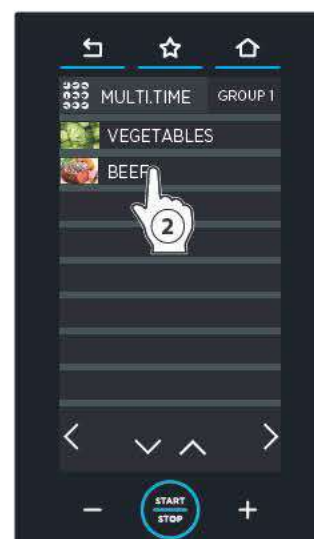 MULTI.TIME GROUP 1
VEGETABLES
BEEF
2
START
STOP